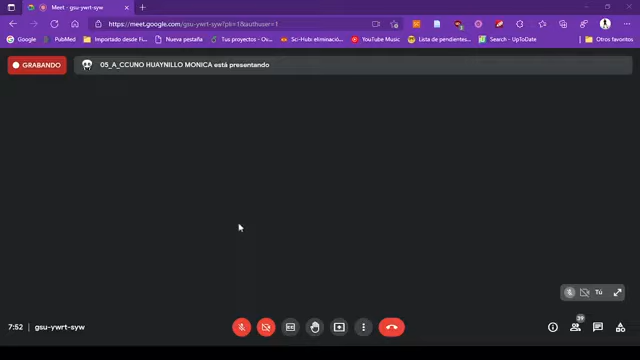 Meet - gsu-ywrt-syw
https://meet.google.com/gsu-ywrt-syw?pli=1&authuser=1
Google PubMed Importado desde Fi... Nueva pestaña Tus proyectos - Ov... Sci-Hub: eliminació... YouTube Music Lista de pendientes... Search - UpToDate Otros favoritos
GRABANDO 05_A_CCUNO HUAYNILLO MONICA está presentando
Tú
39
7:52 | gsu-ywrt-syw